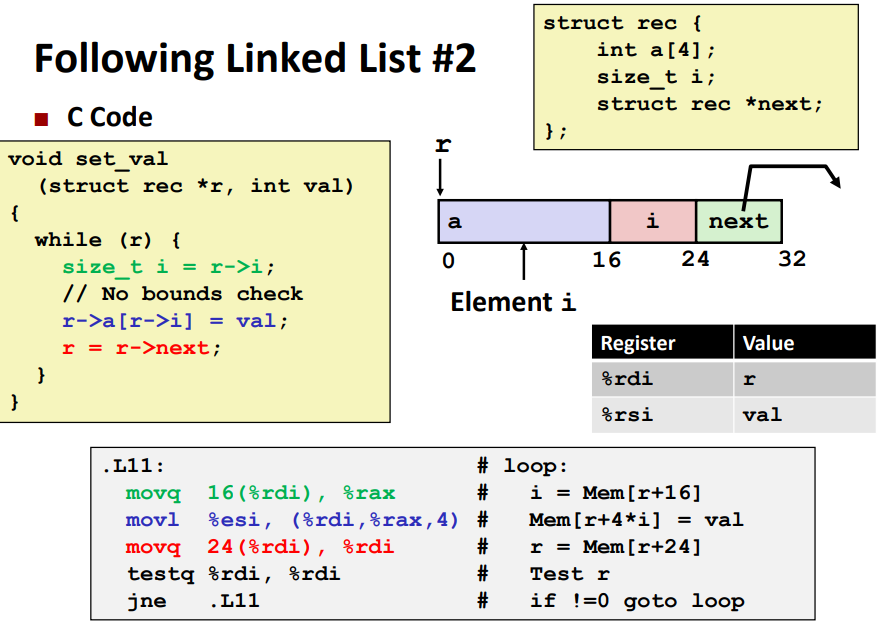 Following Linked List #2
C Code
struct rec {
    int a[4];
    size_t i;
    struct rec *next;
};
void set_val
  (struct rec *r, int val)
{
  while (r) {
    size_t i = r->i;
    // No bounds check
    r->a[r->i] = val;
    r = r->next;
  }
}
r
a i next
0 16 24 32
Element i
Register Value
%rdi r
%rsi val
.L11: # loop:
  movq 16(%rdi), %rax # i = Mem[r+16]
  movl %esi, (%rdi,%rax,4) # Mem[r+4*i] = val
  movq 24(%rdi), %rdi # r = Mem[r+24]
  testq %rdi, %rdi # Test r
  jne .L11 # if !=0 goto loop